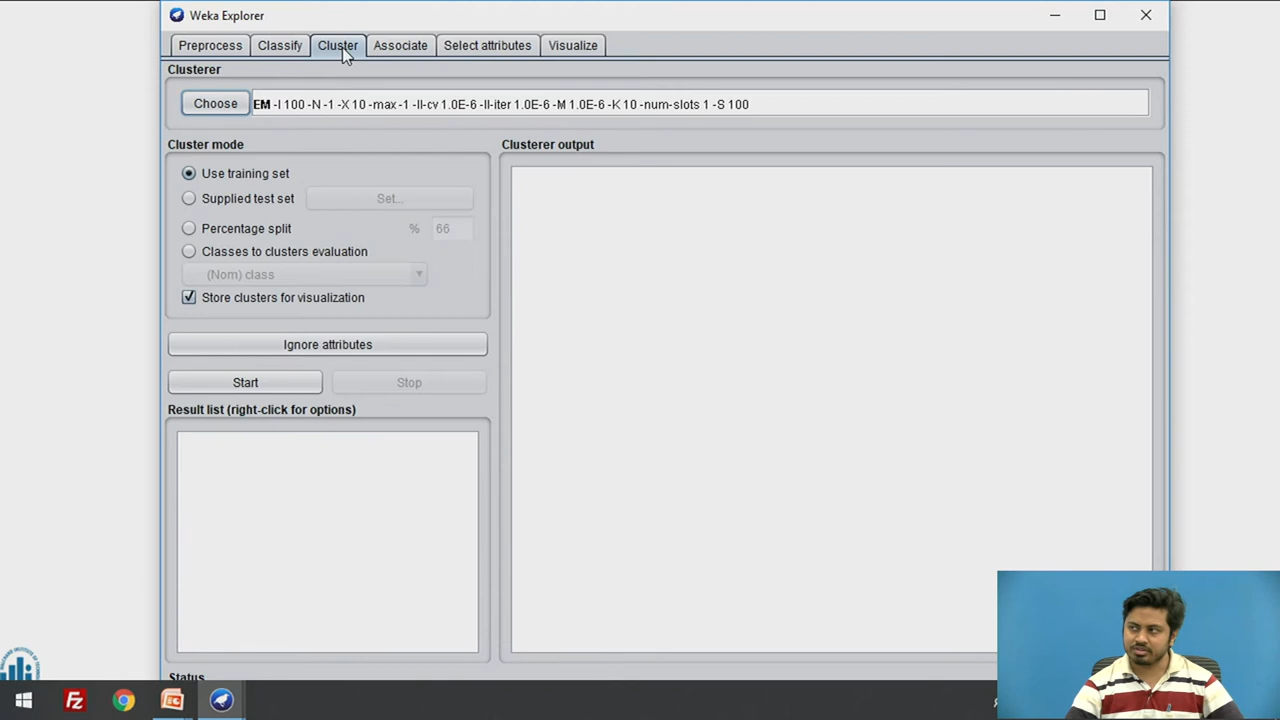 Weka Explorer
Preprocess Classify Cluster Associate Select attributes Visualize
Clusterer
Choose EM -I 100 -N -1 -X 10 -max -1 -ll-cv 1.0E-6 -ll-iter 1.0E-6 -M 1.0E-6 -K 10 -num-slots 1 -S 100
Cluster mode
Use training set
Supplied test set Set...
Percentage split % 66
Classes to clusters evaluation
(Nom) class
Store clusters for visualization
Ignore attributes
Start Stop
Result list (right-click for options)
Clusterer output
Status
Fz